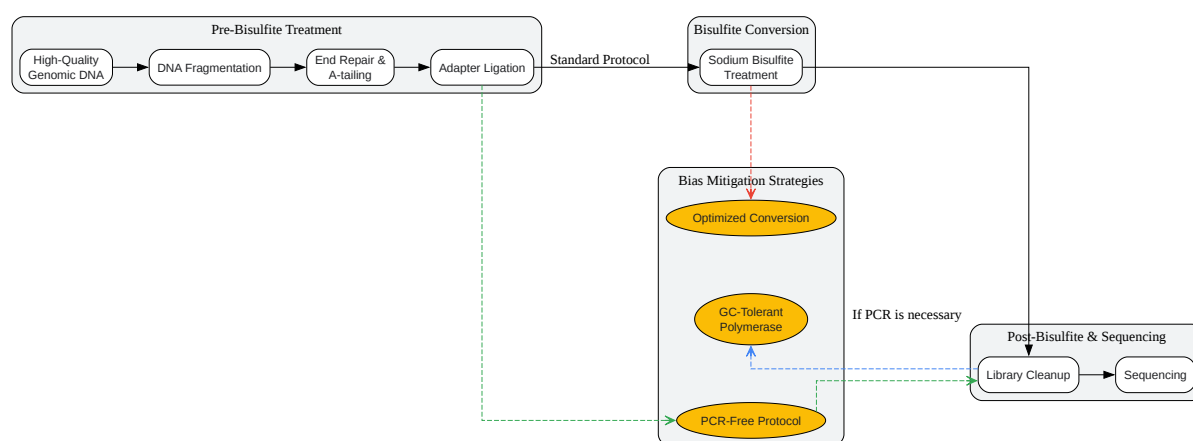 Pre-Bisulfite Treatment
High-Quality
Genomic DNA
DNA Fragmentation
End Repair &
A-tailing
Adapter Ligation
Standard Protocol
Bisulfite Conversion
Sodium Bisulfite
Treatment
Bias Mitigation Strategies
Optimized Conversion
GC-Tolerant
Polymerase
If PCR is necessary
PCR-Free Protocol
Post-Bisulfite & Sequencing
Library Cleanup
Sequencing